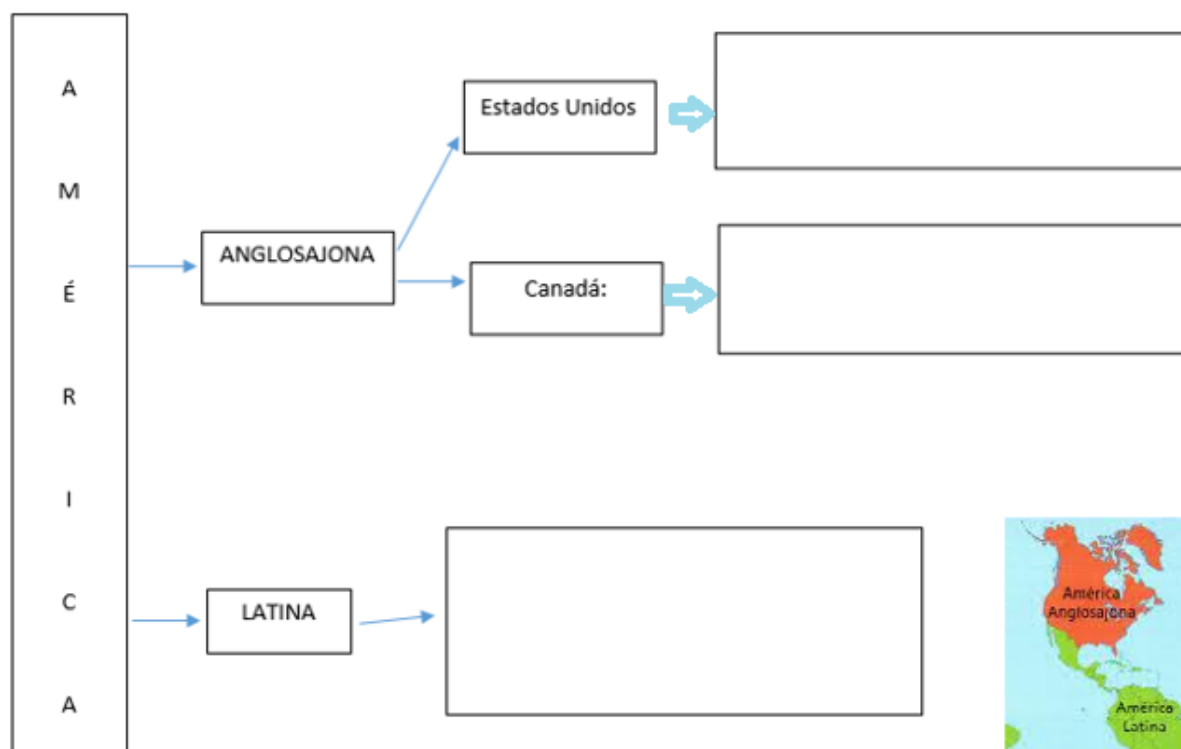 A
M
É
R
I
C
A
ANGLOSAJONA
Estados Unidos
Canadá:
LATINA
América
Anglosajona
América
Latina